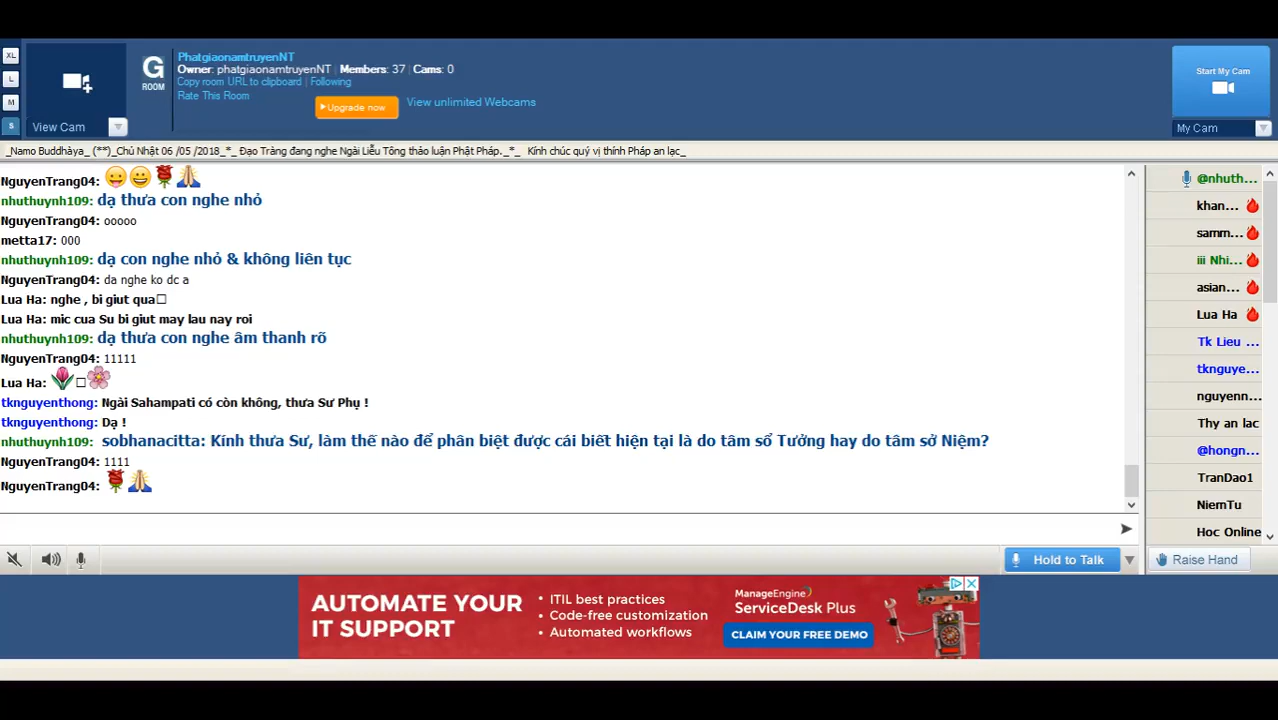 XL
L
M
S
View Cam
G
ROOM
PhatgiaonamtruyenNT
Owner: phatgiaonamtruyenNT | Members: 37 | Cams: 0
Copy room URL to clipboard | Following
Rate This Room
Upgrade now
View unlimited Webcams
Start My Cam
My Cam
_Namo Buddhàya_ (**)_Chủ Nhật 06 /05 /2018_*_ Đạo Tràng đang nghe Ngài Liễu Tông thảo luận Phật Pháp._*_ Kính chúc quý vị thính Pháp an lạc_
NguyenTrang04:
nhuthuynh109: dạ thưa con nghe nhỏ
NguyenTrang04: ooooo
metta17: 000
nhuthuynh109: dạ con nghe nhỏ & không liên tục
NguyenTrang04: da nghe ko dc a
Lua Ha: nghe , bi giut qua
Lua Ha: mic cua Su bi giut may lau nay roi
nhuthuynh109: dạ thưa con nghe âm thanh rõ
NguyenTrang04: 11111
Lua Ha:
tknguyenthong: Ngài Sahampati có còn không, thưa Sư Phụ !
tknguyenthong: Dạ !
nhuthuynh109: sobhanacitta: Kính thưa Sư, làm thế nào để phân biệt được cái biết hiện tại là do tâm sổ Tưởng hay do tâm sở Niệm?
NguyenTrang04: 1111
NguyenTrang04:
@nhuth...
khan...
samm...
iii Nhi...
asian...
Lua Ha
Tk Lieu ...
tknguye...
nguyenn...
Thy an lac
@hongn...
TranDao1
NiemTu
Hoc Online
Hold to Talk
Raise Hand
AUTOMATE YOUR
IT SUPPORT
• ITIL best practices
• Code-free customization
• Automated workflows
ManageEngine
ServiceDesk Plus
CLAIM YOUR FREE DEMO